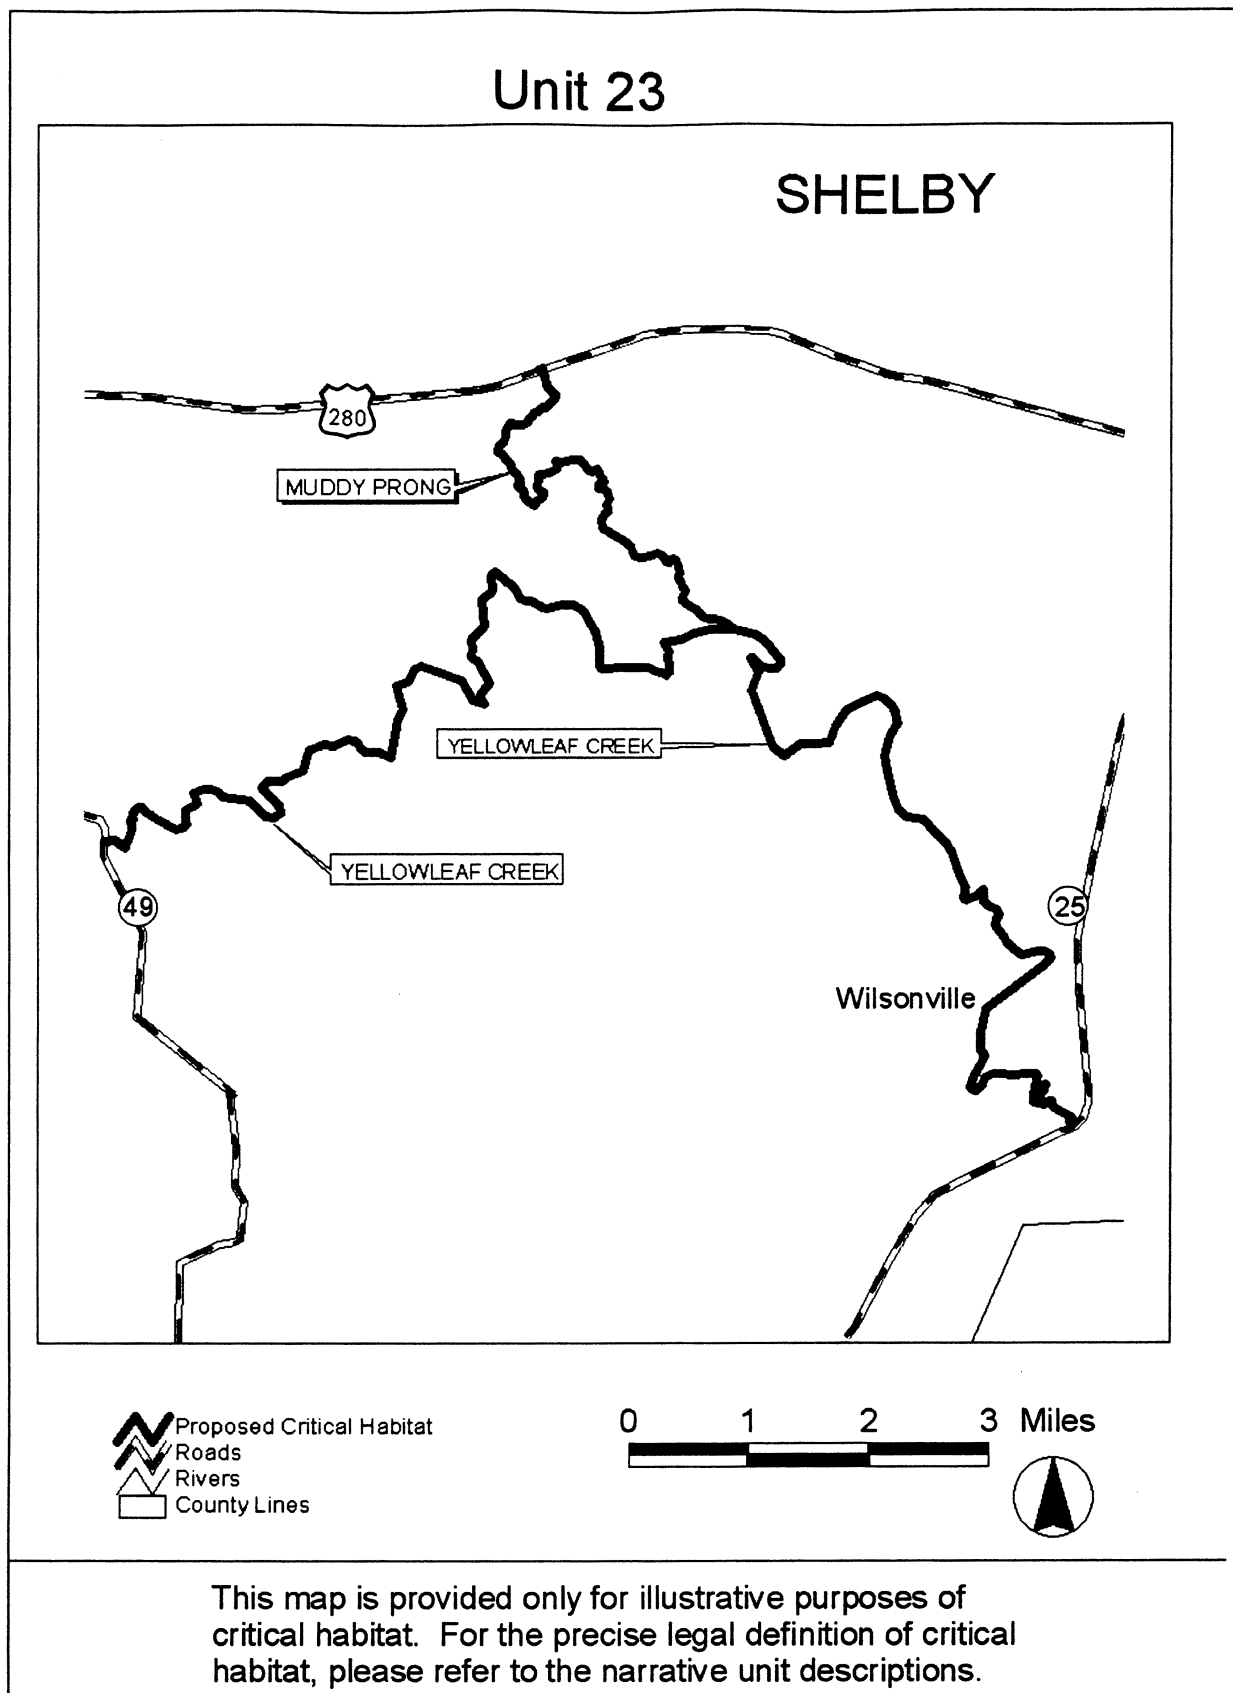 Unit 23
SHELBY
280
MUDDY PRONG
YELLOWLEAF CREEK
YELLOWLEAF CREEK
49
25
Wilsonville
0 1 2 3 Miles
Proposed Critical Habitat
Roads
Rivers
County Lines
This map is provided only for illustrative purposes of
critical habitat. For the precise legal definition of critical
habitat, please refer to the narrative unit descriptions.